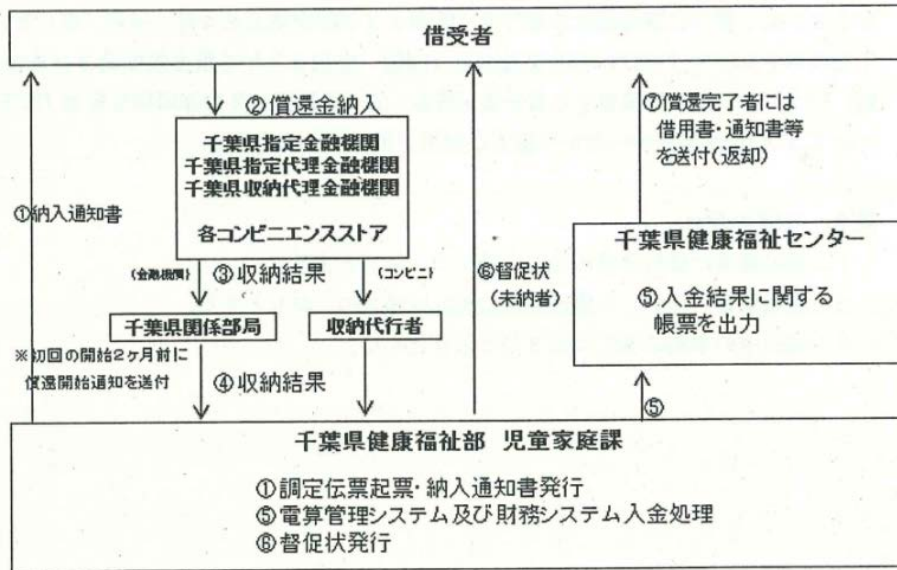 借受者
②償還金納入
千葉県指定金融機関
千葉県指定代理金融機関
千葉県収納代理金融機関
各コンビニエンスストア
①納入通知書
(金融機関)
③収納結果
(コンビニ)
千葉県関係部局
収納代行者
※初回の開始2ヶ月前に
償還開始通知を送付
④収納結果
⑥督促状
(未納者)
⑦償還完了者には
借用書・通知書等
を送付(返却)
千葉県健康福祉センター
⑤入金結果に関する
帳票を出力
⑤
千葉県健康福祉部 児童家庭課
①調定伝票起票・納入通知書発行
⑤電算管理システム及び財務システム入金処理
⑥督促状発行